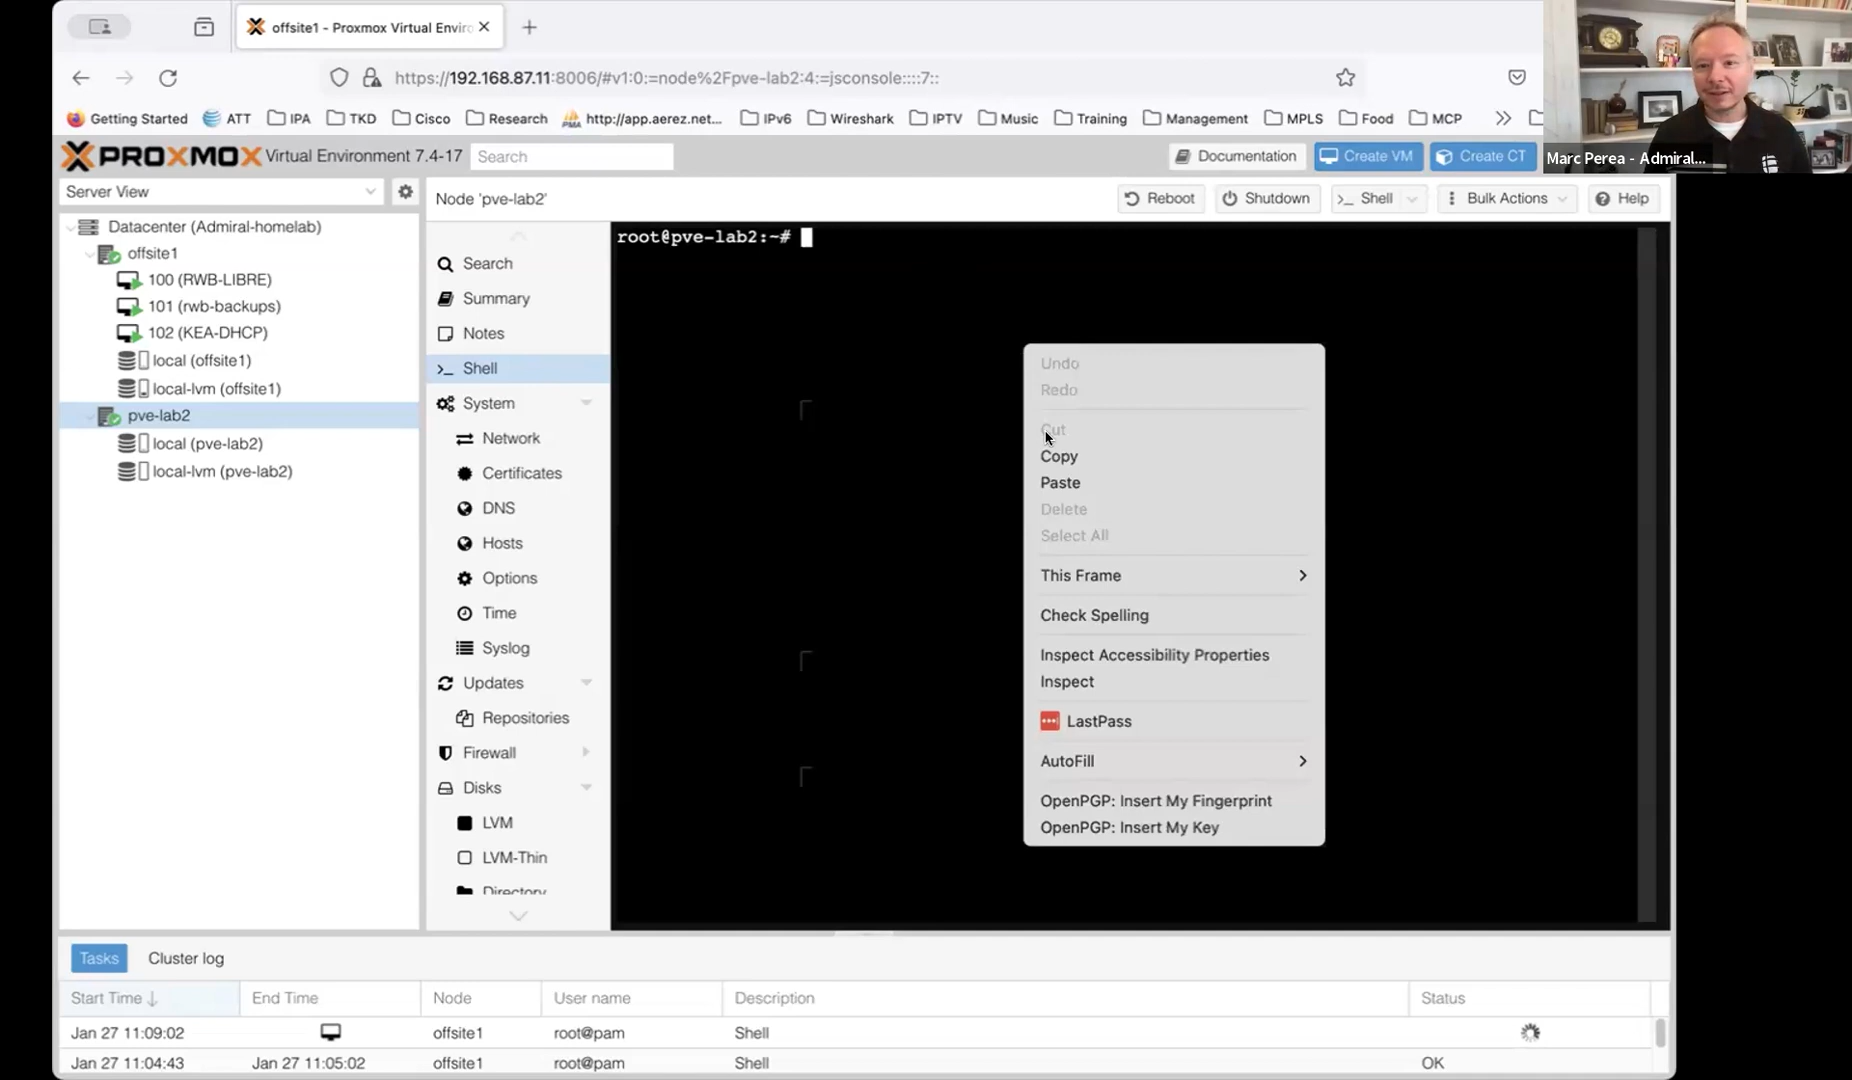 offsite1 - Proxmox Virtual Enviro
https://192.168.87.11:8006/#v1:0:=node%2Fpve-lab2:4:=jsconsole::::7::
Getting Started ATT IPA TKD Cisco Research http://app.aerez.net... IPv6 Wireshark IPTV Music Training Management MPLS Food MCP
PROXMOX Virtual Environment 7.4-17 Search Documentation Create VM Create CT
Marc Perea - Admiral...
Server View
Node 'pve-lab2' Reboot Shutdown >_ Shell Bulk Actions Help
Datacenter (Admiral-homelab)
offsite1
100 (RWB-LIBRE)
101 (rwb-backups)
102 (KEA-DHCP)
local (offsite1)
local-lvm (offsite1)
pve-lab2
local (pve-lab2)
local-lvm (pve-lab2)
Search
Summary
Notes
>_ Shell
System
Network
Certificates
DNS
Hosts
Options
Time
Syslog
Updates
Repositories
Firewall
Disks
LVM
LVM-Thin
Directory
root@pve-lab2:~#
Undo
Redo
Cut
Copy
Paste
Delete
Select All
This Frame
Check Spelling
Inspect Accessibility Properties
Inspect
LastPass
AutoFill
OpenPGP: Insert My Fingerprint
OpenPGP: Insert My Key
Tasks Cluster log
Start Time End Time Node User name Description Status
Jan 27 11:09:02 offsite1 root@pam Shell
Jan 27 11:04:43 Jan 27 11:05:02 offsite1 root@pam Shell OK